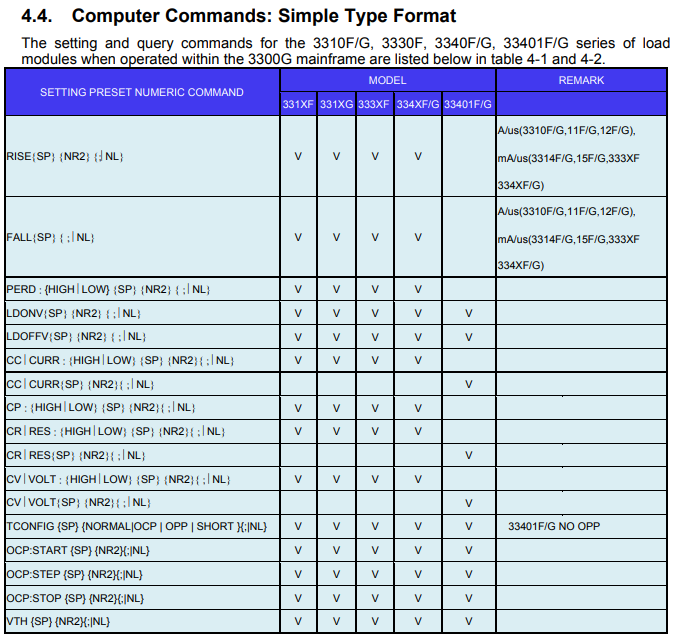 4.4. Computer Commands: Simple Type Format
The setting and query commands for the 3310F/G, 3330F, 3340F/G, 33401F/G series of load
modules when operated within the 3300G mainframe are listed below in table 4-1 and 4-2.
SETTING PRESET NUMERIC COMMAND MODEL REMARK
331XF 331XG 333XF 334XF/G 33401F/G
RISE{SP} {NR2} {;| NL} V V V V A/us(3310F/G,11F/G,12F/G),
mA/us(3314F/G,15F/G,333XF
334XF/G)
FALL{SP} { ; | NL} V V V V A/us(3310F/G,11F/G,12F/G),
mA/us(3314F/G,15F/G,333XF
334XF/G)
PERD : {HIGH | LOW} {SP} {NR2} { ; | NL} V V V V
LDONV{SP} {NR2} { ; | NL} V V V V V
LDOFFV{SP} {NR2} { ; | NL} V V V V V
CC | CURR : {HIGH | LOW} {SP} {NR2}{ ; | NL} V V V V
CC | CURR{SP} {NR2}{ ; | NL} V
CP : {HIGH | LOW} {SP} {NR2}{ ; | NL} V V V V
CR | RES : {HIGH | LOW} {SP} {NR2}{ ; | NL} V V V V
CR | RES{SP} {NR2}{ ; | NL} V
CV | VOLT : {HIGH | LOW} {SP} {NR2}{ ; | NL} V V V V
CV | VOLT{SP} {NR2}{ ; | NL} V
TCONFIG {SP} {NORMAL|OCP | OPP | SHORT }{;|NL} V V V V V 33401F/G NO OPP
OCP:START {SP} {NR2}{;|NL} V V V V V
OCP:STEP {SP} {NR2}{;|NL} V V V V V
OCP:STOP {SP} {NR2}{;|NL} V V V V V
VTH {SP} {NR2}{;|NL} V V V V V